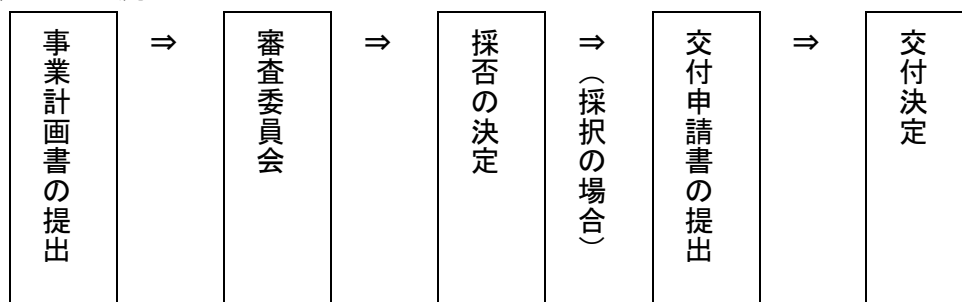 事業計画書の提出
⇒
審査委員会
⇒
採否の決定
⇒（採択の場合）
交付申請書の提出
⇒
交付決定